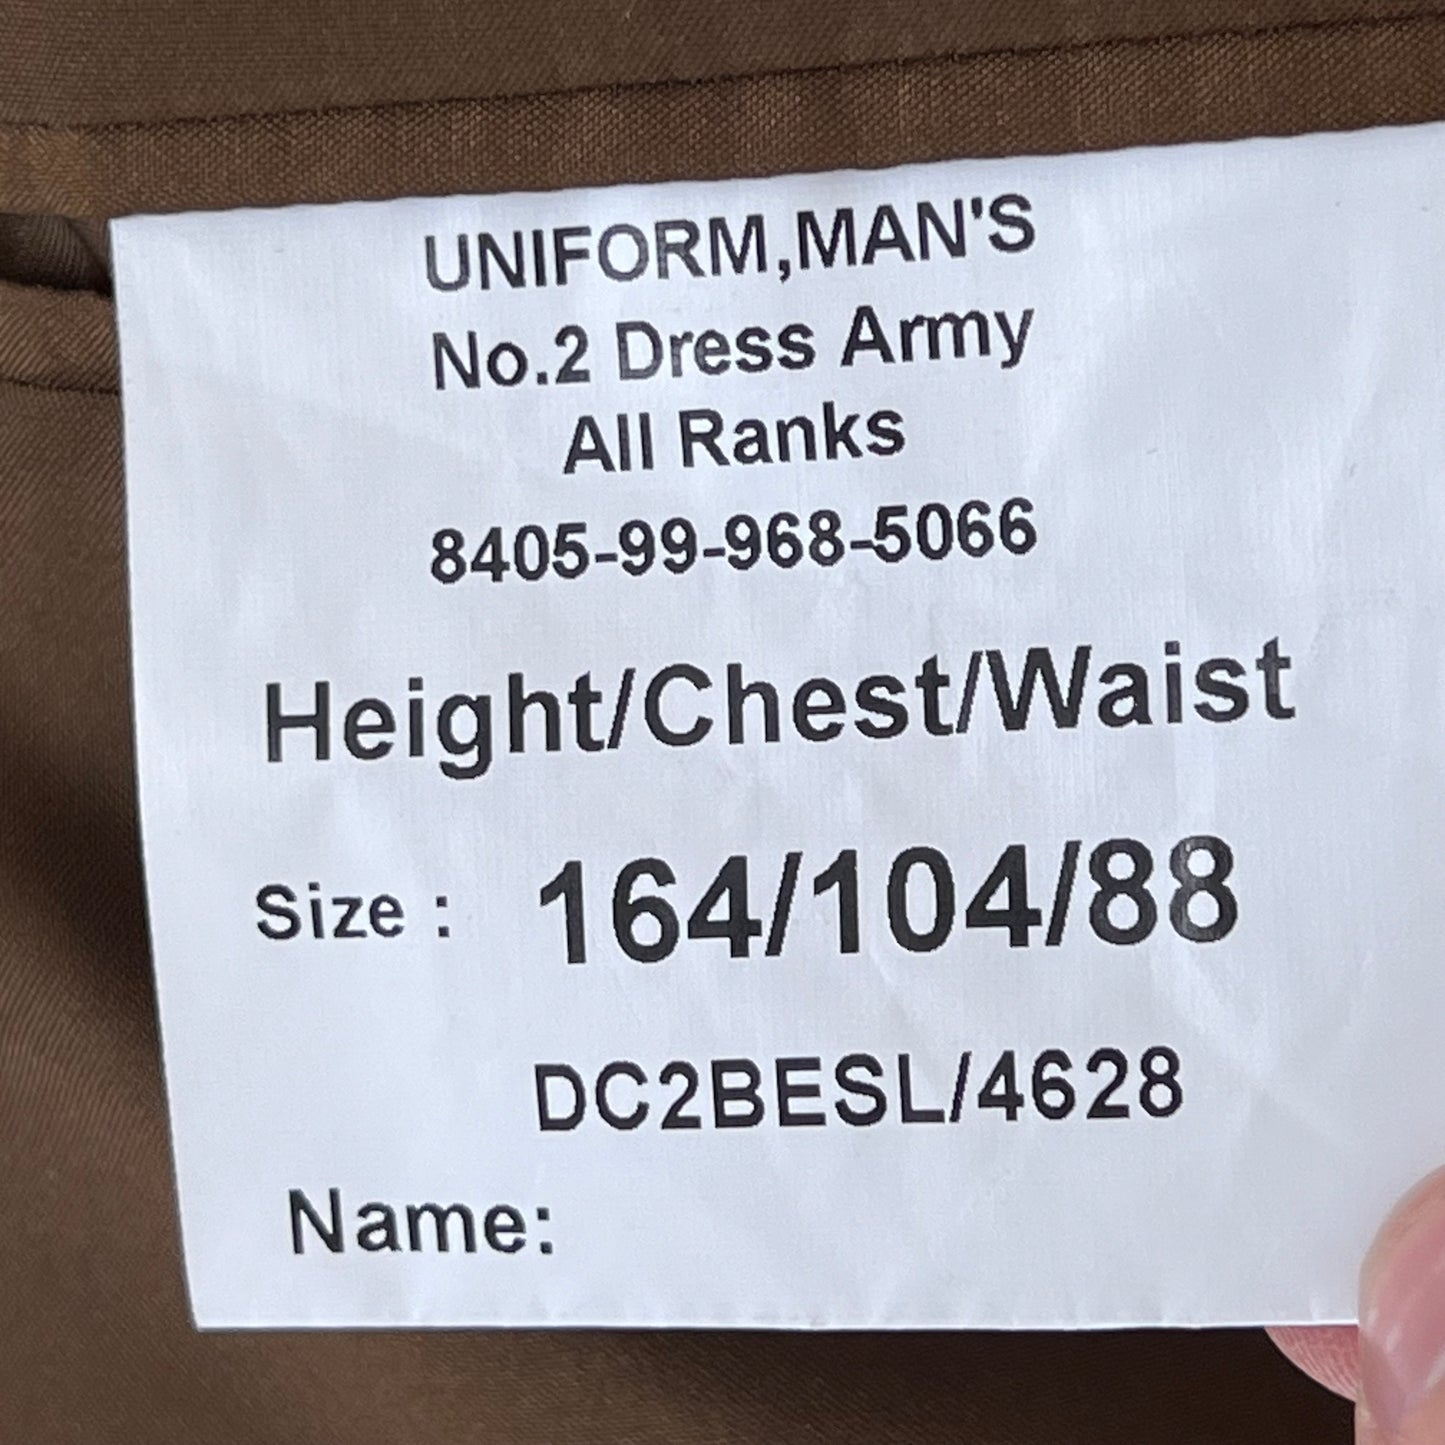 UNIFORM,MAN'S
No.2 Dress Army
All Ranks
8405-99-968-5066
Height/Chest/Waist
Size : 164/104/88
DC2BESL/4628
Name: